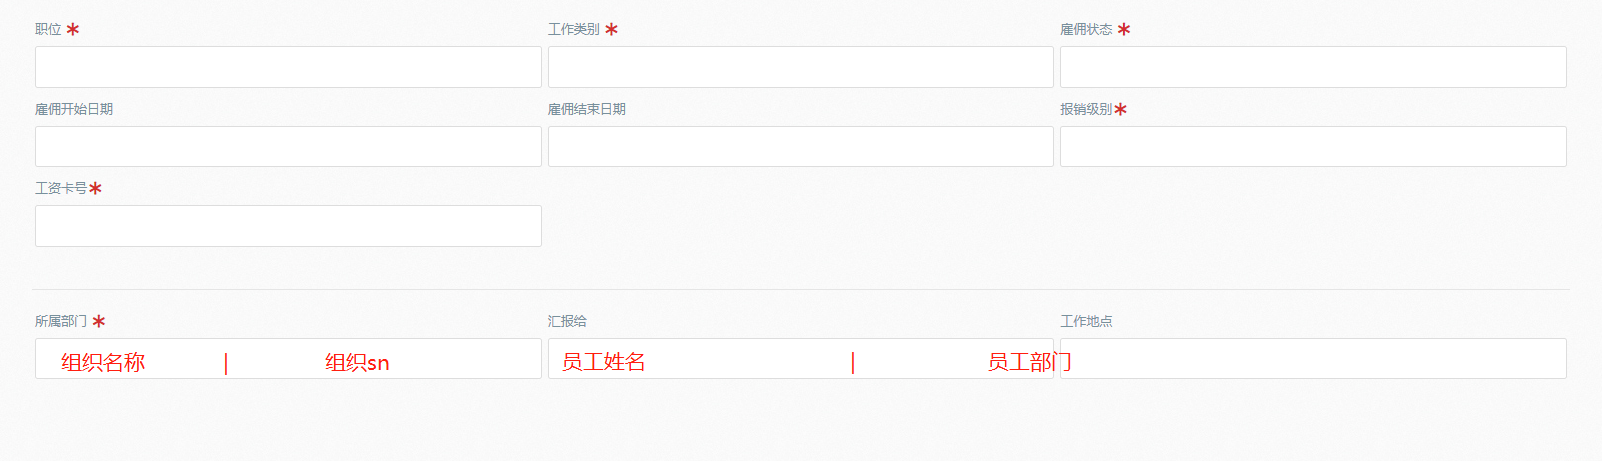 职位 * 工作类别 * 雇佣状态 *
雇佣开始日期 雇佣结束日期 报销级别*
工资卡号*
所属部门 * 汇报给 工作地点
组织名称 | 组织sn 员工姓名 | 员工部门